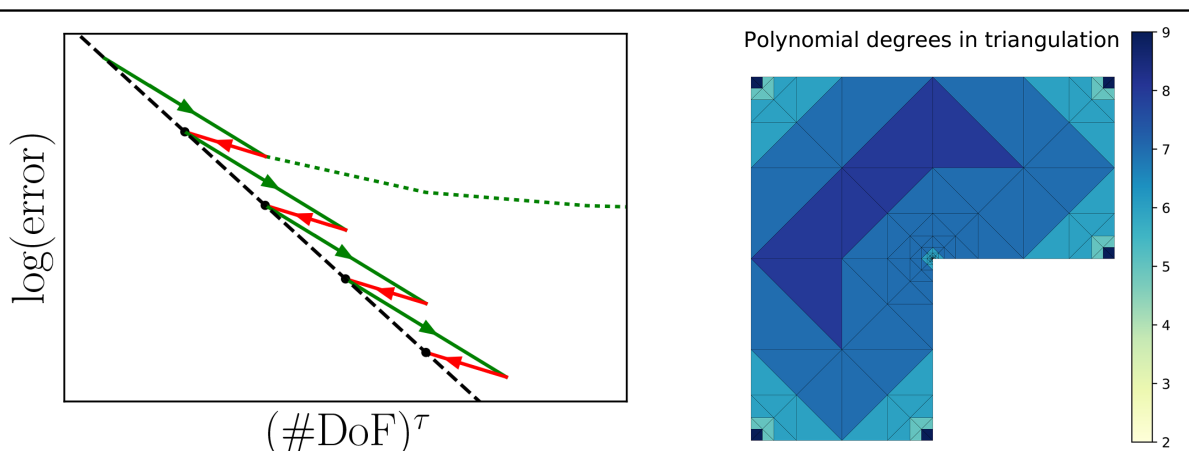 log(error)
(#DoF)^τ
Polynomial degrees in triangulation
9
8
7
6
5
4
3
2